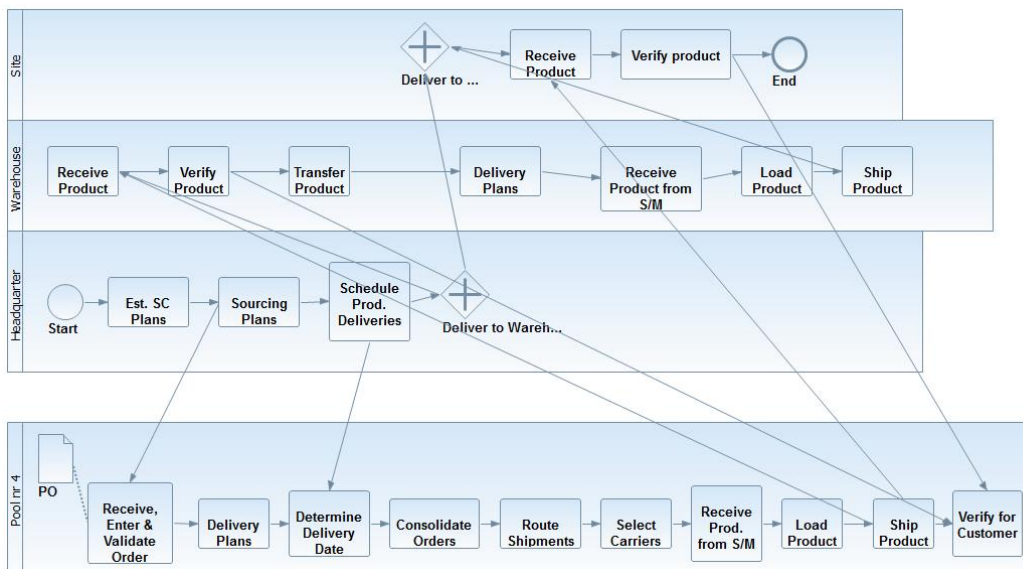 Site
Deliver to ...
Receive
Product
Verify product
End
Warehouse
Receive
Product
Verify
Product
Transfer
Product
Delivery
Plans
Receive
Product from
S/M
Load
Product
Ship
Product
Headquarter
Start
Est. SC
Plans
Sourcing
Plans
Schedule
Prod.
Deliveries
Deliver to Wareh...
Pool nr 4
PO
Receive,
Enter &
Validate
Order
Delivery
Plans
Determine
Delivery
Date
Consolidate
Orders
Route
Shipments
Select
Carriers
Receive
Prod.
from S/M
Load
Product
Ship
Product
Verify for
Customer